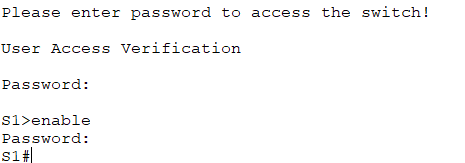 Please enter password to access the switch!
User Access Verification
Password:
S1>enable
Password:
S1#